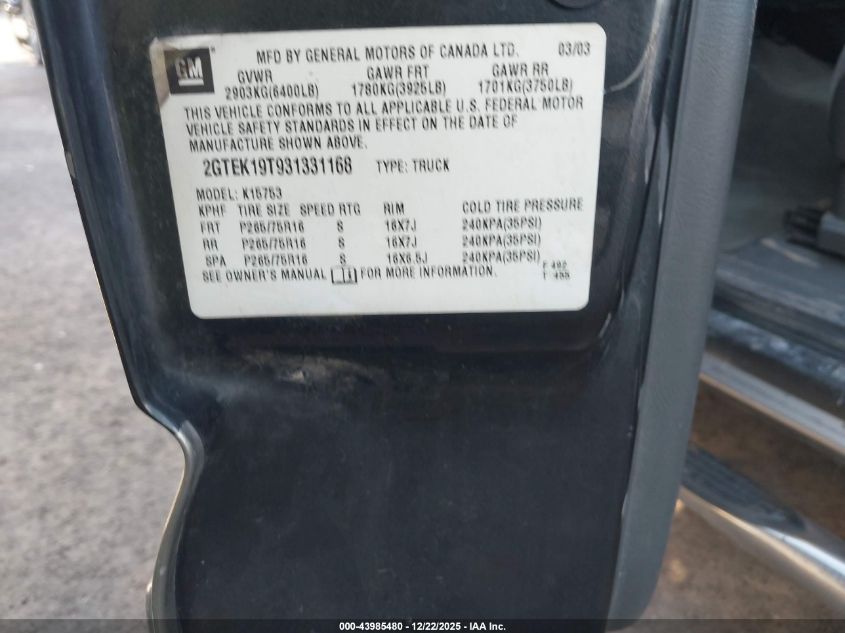 GM
MFD BY GENERAL MOTORS OF CANADA LTD. 03/03
GVWR GAWR FRT GAWR RR
2903KG(6400LB) 1780KG(3925LB) 1701KG(3750LB)
THIS VEHICLE CONFORMS TO ALL APPLICABLE U.S. FEDERAL MOTOR
VEHICLE SAFETY STANDARDS IN EFFECT ON THE DATE OF
MANUFACTURE SHOWN ABOVE.
2GTEK19T931331168 TYPE: TRUCK
MODEL: K15753
KPHF TIRE SIZE SPEED RTG RIM COLD TIRE PRESSURE
FRT P265/75R16 S 16X7J 240KPA(35PSI)
RR P265/75R16 S 16X7J 240KPA(35PSI)
SPA P265/75R16 S 16X6.5J 240KPA(35PSI)
SEE OWNER'S MANUAL FOR MORE INFORMATION. F 492
T 455
000-43985480 - 12/22/2025 - IAA Inc.